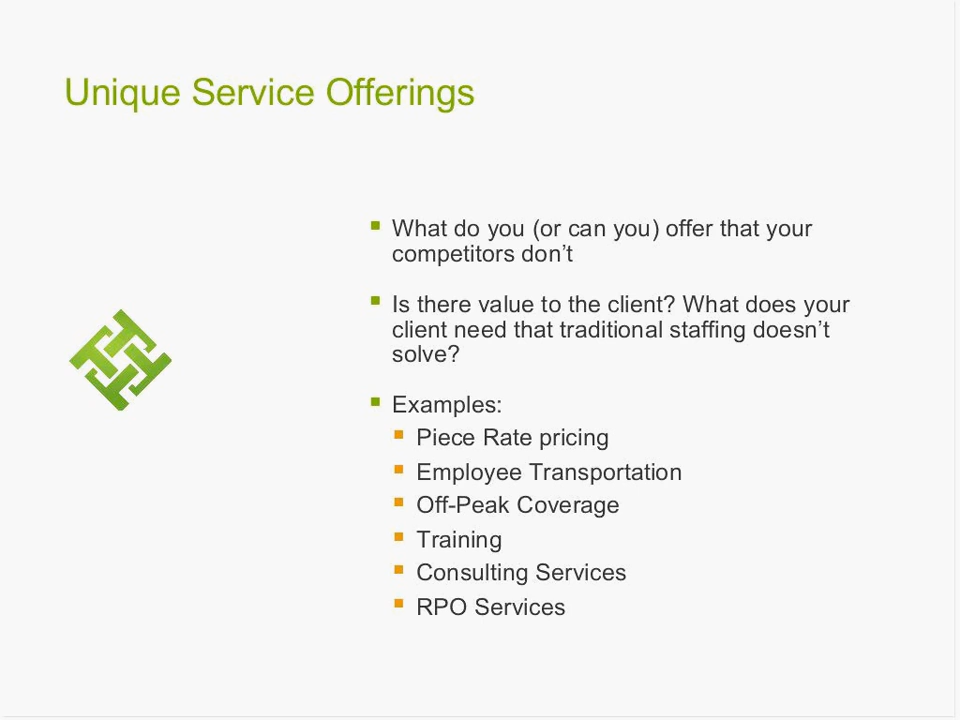 Unique Service Offerings
What do you (or can you) offer that your
competitors don’t
Is there value to the client? What does your
client need that traditional staffing doesn’t
solve?
Examples:
Piece Rate pricing
Employee Transportation
Off-Peak Coverage
Training
Consulting Services
RPO Services